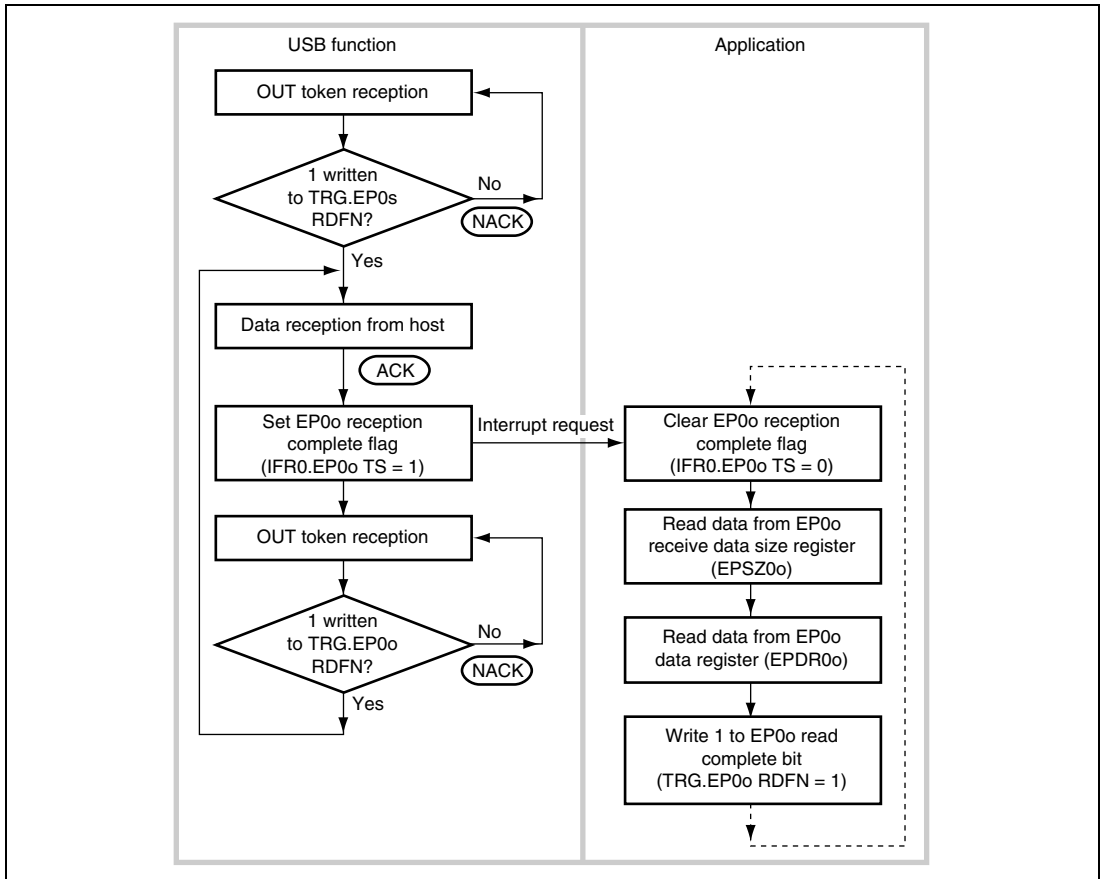 USB function
OUT token reception
1 written
to TRG.EP0s
RDFN?
No
NACK
Yes
Data reception from host
ACK
Set EP0o reception
complete flag
(IFR0.EP0o TS = 1)
Interrupt request
OUT token reception
1 written
to TRG.EP0o
RDFN?
No
NACK
Yes
Application
Clear EP0o reception
complete flag
(IFR0.EP0o TS = 0)
Read data from EP0o
receive data size register
(EPSZ0o)
Read data from EP0o
data register (EPDR0o)
Write 1 to EP0o read
complete bit
(TRG.EP0o RDFN = 1)